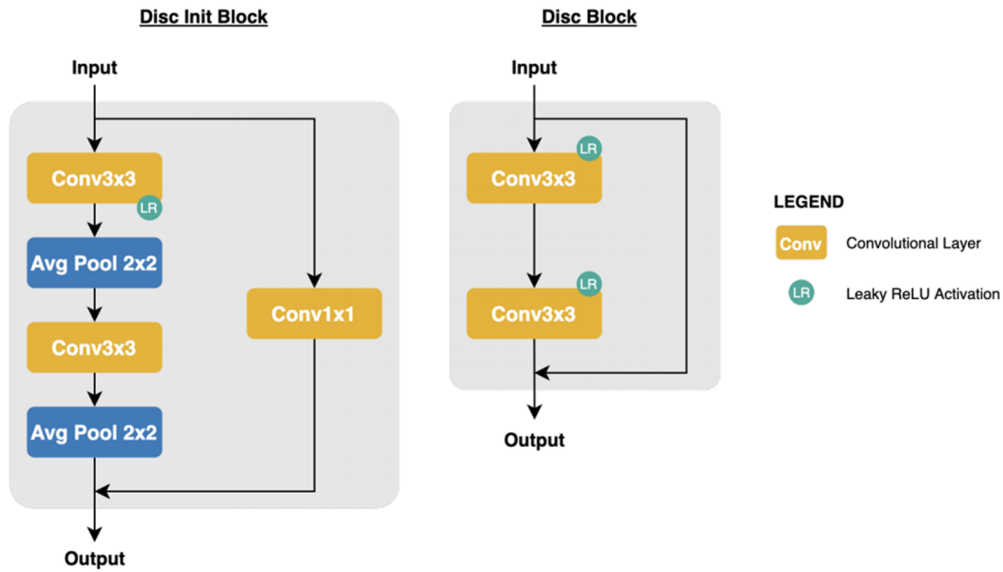 Disc Init Block
Input
Conv3x3
LR
Avg Pool 2x2
Conv3x3
Avg Pool 2x2
Conv1x1
Output
Disc Block
Input
LR
Conv3x3
LR
Conv3x3
Output
LEGEND
Conv Convolutional Layer
LR Leaky ReLU Activation